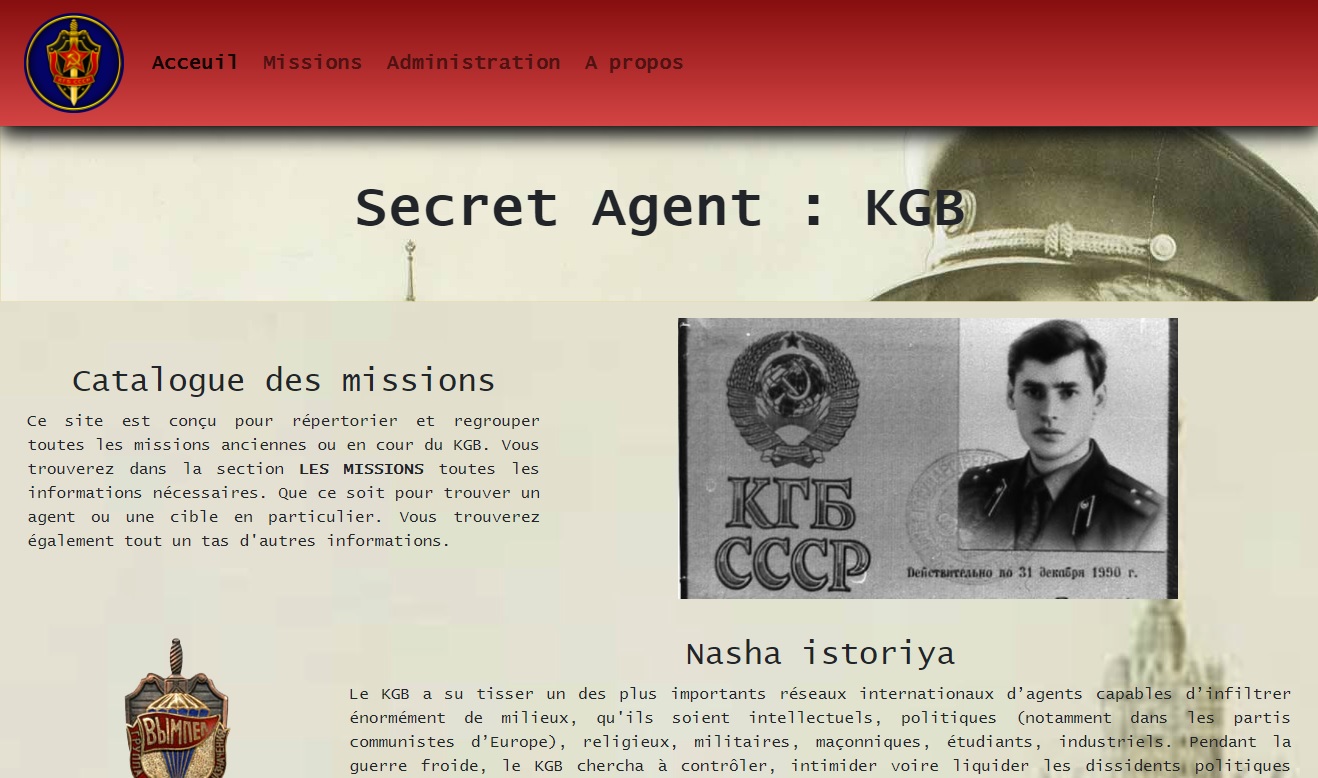 Acceuil Missions Administration A propos
Secret Agent : KGB
Catalogue des missions
Ce site est conçu pour répertorier et regrouper
toutes les missions anciennes ou en cour du KGB. Vous
trouverez dans la section LES MISSIONS toutes les
informations nécessaires. Que ce soit pour trouver un
agent ou une cible en particulier. Vous trouverez
également tout un tas d'autres informations.
КГБ
СССР
Действительно по 31 декабря 1990 г.
Nasha istoriya
Le KGB a su tisser un des plus importants réseaux internationaux d’agents capables d’infiltrer
énormément de milieux, qu'ils soient intellectuels, politiques (notamment dans les partis
communistes d’Europe), religieux, militaires, maçonniques, étudiants, industriels. Pendant la
guerre froide, le KGB chercha à contrôler, intimider voire liquider les dissidents politiques
ВЫМПЕЛ